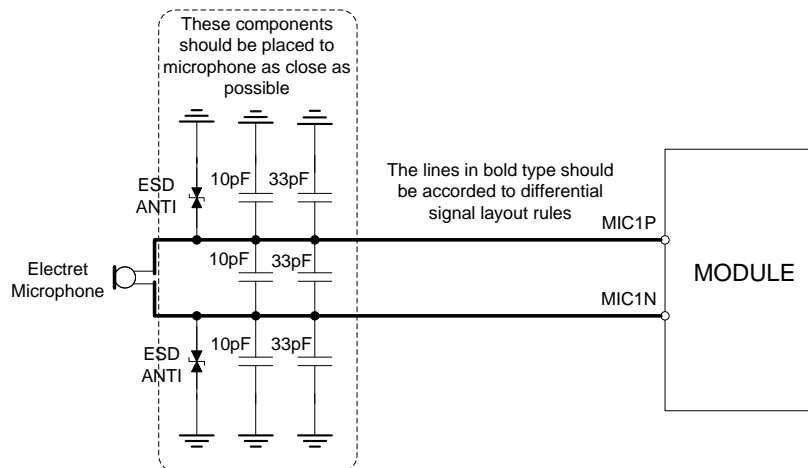 These components
should be placed to
microphone as close as
possible
10pF
33pF
ESD
ANTI
The lines in bold type should
be accorded to differential
signal layout rules
MIC1P
Electret
Microphone
10pF
33pF
MODULE
MIC1N
ESD
ANTI
10pF
33pF